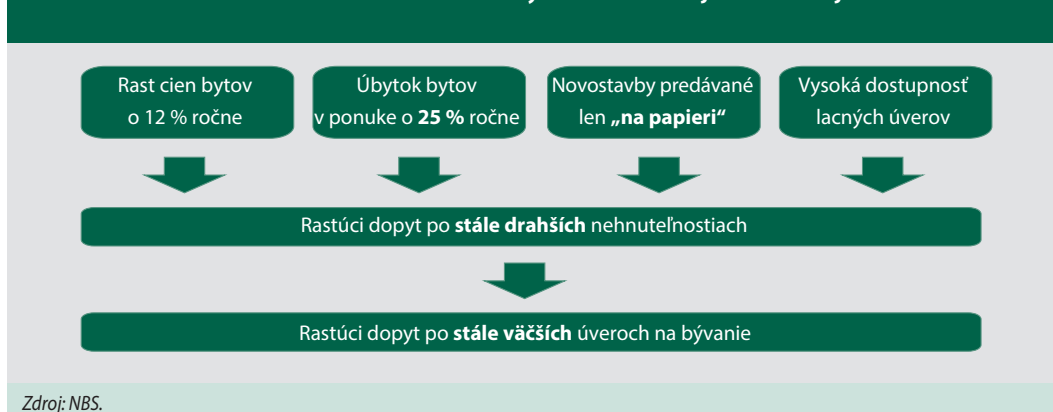 Rast cien bytov
o 12 % ročne
Úbytok bytov
v ponuke o 25 % ročne
Novostavby predávané
len „na papieri“
Vysoká dostupnosť
lacných úverov
Rastúci dopyt po stále drahších nehnuteľnostiach
Rastúci dopyt po stále väčších úveroch na bývanie
Zdroj: NBS.